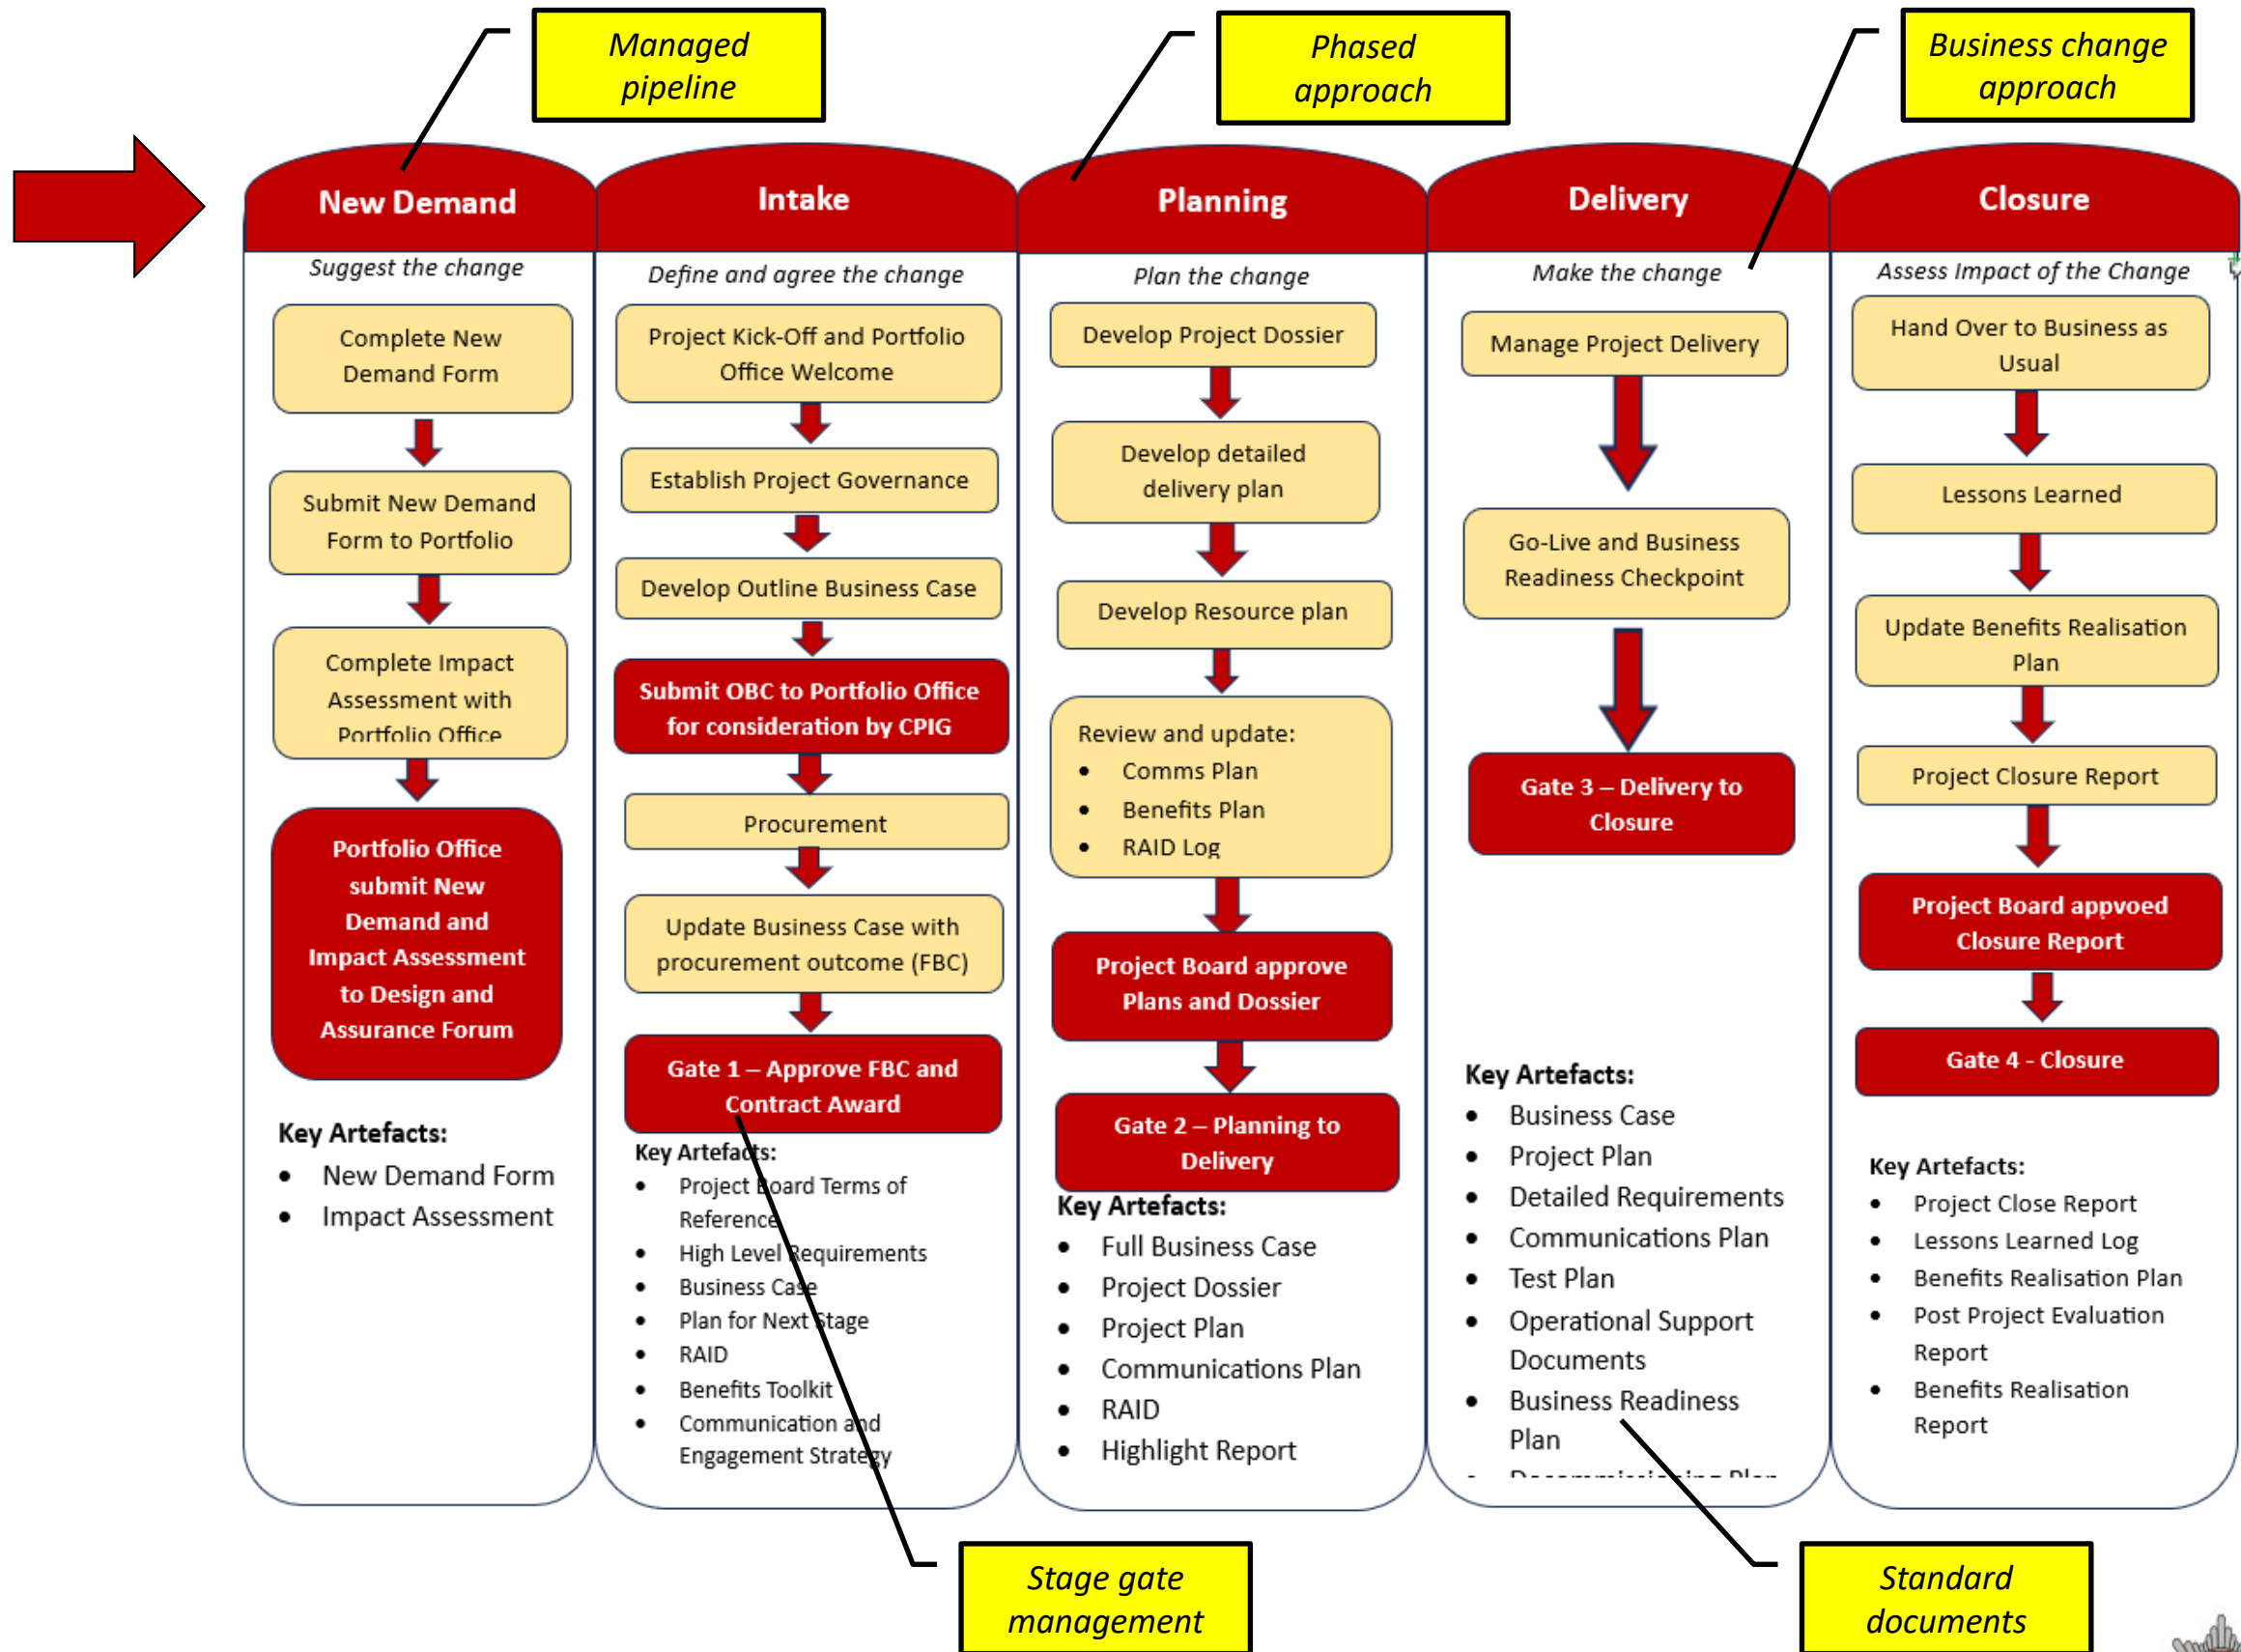 Managed
pipeline
Phased
approach
Business change
approach
New Demand
Suggest the change
Complete New
Demand Form
Submit New Demand
Form to Portfolio
Complete Impact
Assessment with
Portfolio Office
Portfolio Office
submit New
Demand and
Impact Assessment
to Design and
Assurance Forum
Key Artefacts:
• New Demand Form
• Impact Assessment
Intake
Define and agree the change
Project Kick-Off and Portfolio
Office Welcome
Establish Project Governance
Develop Outline Business Case
Submit OBC to Portfolio Office
for consideration by CPIG
Procurement
Update Business Case with
procurement outcome (FBC)
Gate 1 – Approve FBC and
Contract Award
Key Artefacts:
• Project Board Terms of
Reference
• High Level Requirements
• Business Case
• Plan for Next Stage
• RAID
• Benefits Toolkit
• Communication and
Engagement Strategy
Planning
Plan the change
Develop Project Dossier
Develop detailed
delivery plan
Develop Resource plan
Review and update:
• Comms Plan
• Benefits Plan
• RAID Log
Project Board approve
Plans and Dossier
Gate 2 – Planning to
Delivery
Key Artefacts:
• Full Business Case
• Project Dossier
• Project Plan
• Communications Plan
• RAID
• Highlight Report
Delivery
Make the change
Manage Project Delivery
Go-Live and Business
Readiness Checkpoint
Gate 3 – Delivery to
Closure
Key Artefacts:
• Business Case
• Project Plan
• Detailed Requirements
• Communications Plan
• Test Plan
• Operational Support
Documents
• Business Readiness
Plan
• Decommissioning Plan
Closure
Assess Impact of the Change
Hand Over to Business as
Usual
Lessons Learned
Update Benefits Realisation
Plan
Project Closure Report
Project Board appvoed
Closure Report
Gate 4 - Closure
Key Artefacts:
• Project Close Report
• Lessons Learned Log
• Benefits Realisation Plan
• Post Project Evaluation
Report
• Benefits Realisation
Report
Stage gate
management
Standard
documents